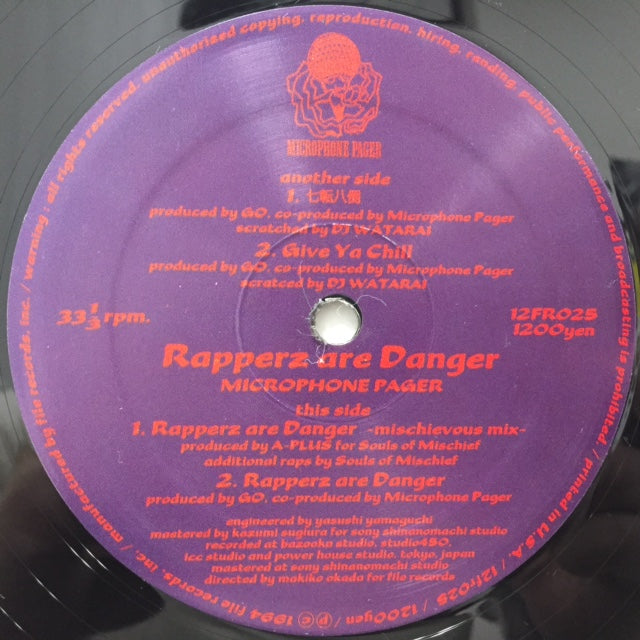 MICROPHONE PAGER
another side
1. 七転八倒
produced by GO, co-produced by Microphone Pager
scratched by DJ WATARAI
2. Give Ya Chill
produced by GO, co-produced by Microphone Pager
scratced by DJ WATARAI
33 1/3 rpm.
12FR025
1200yen
Rapperz are Danger
MICROPHONE PAGER
this side
1. Rapperz are Danger -mischievous mix-
produced by A-PLUS for Souls of Mischief
additional raps by Souls of Mischief
2. Rapperz are Danger
produced by GO, co-produced by Microphone Pager
engineered by yasushi yamaguchi
mastered by kazumi sugiura for sony shinanomachi studio
recorded at bazooka studio, studio450,
icc studio and power house studio, tokyo, japan
mastered at sony shinanomachi studio
directed by makiko okada for file records
℗ © 1994 file records, inc. / manufactured by file records, inc. / warning : all rights reserved, unauthorized copying, reproduction, hiring, randing, public performance and broadcasting is prohibited. / printed in U.S.A. / 12fr025 / 1200yen /